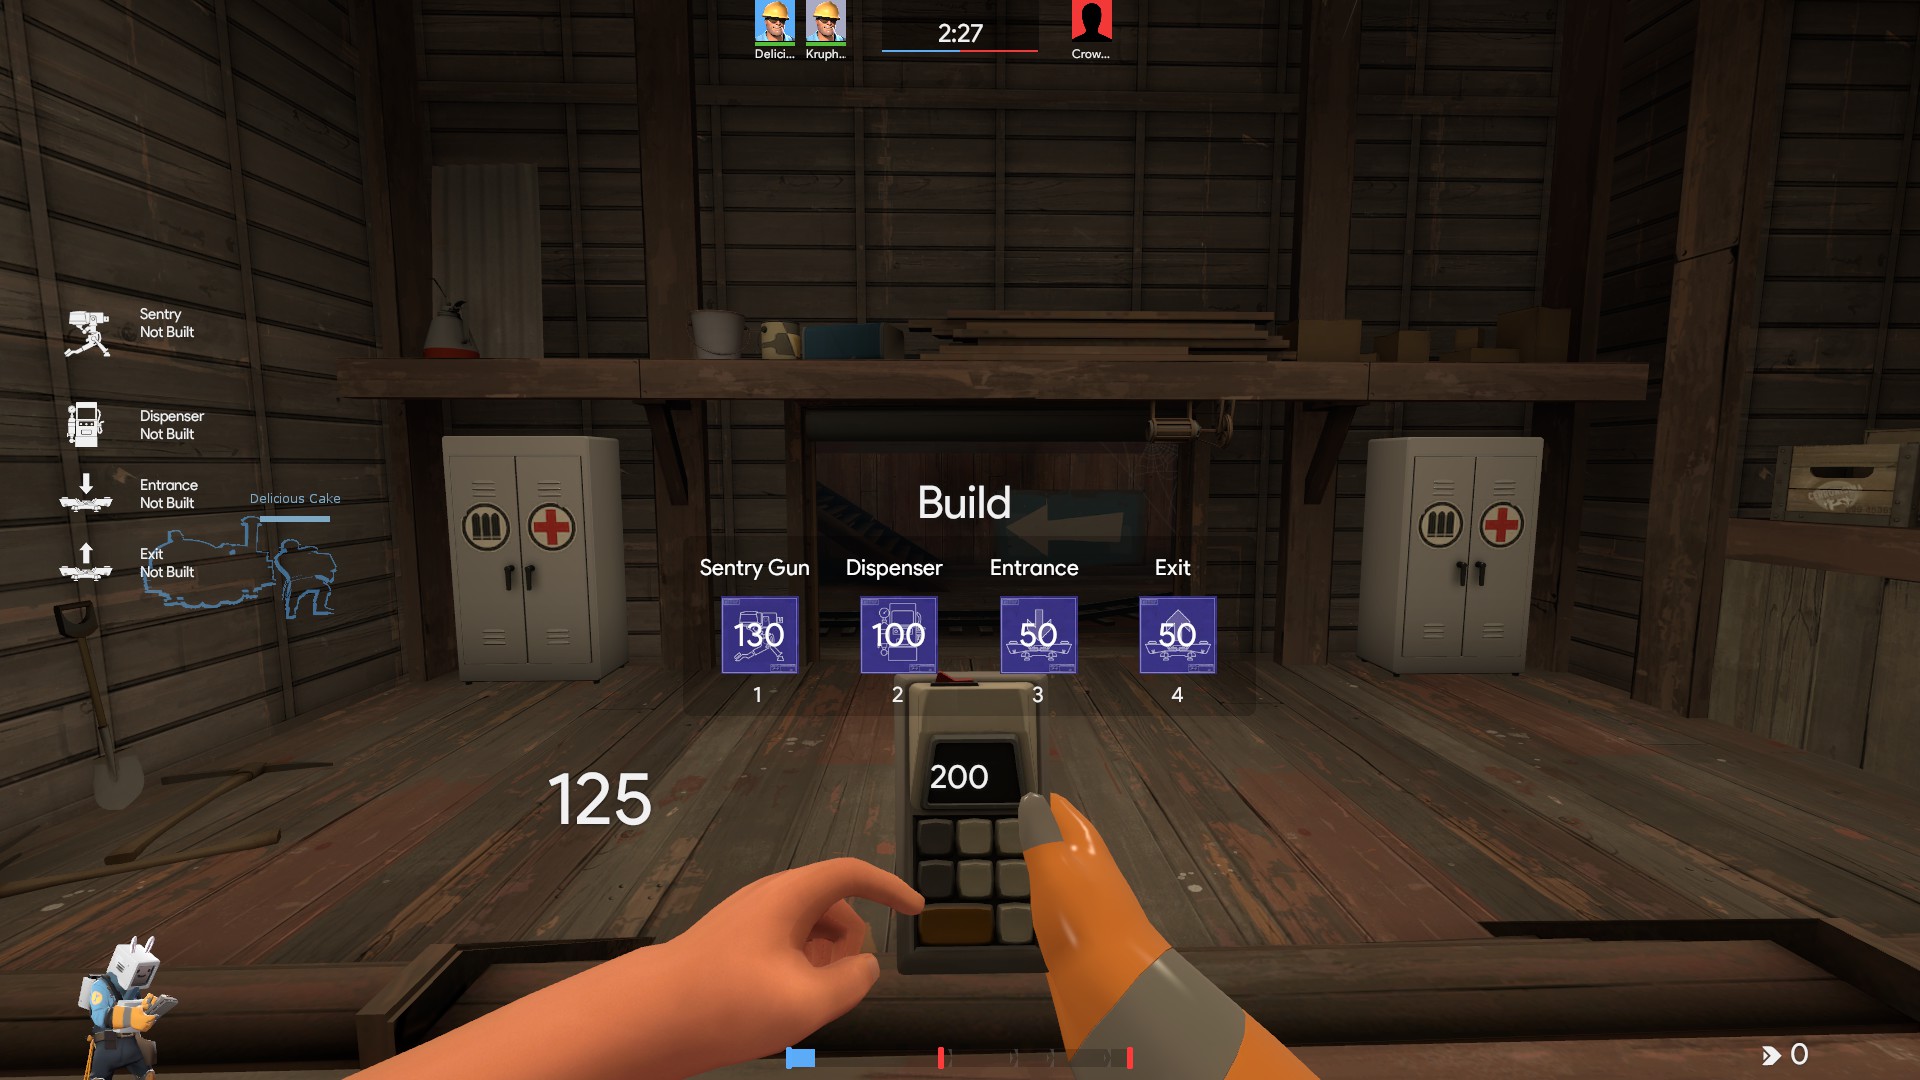 2:27
Delici...
Kruph...
Crow...
Sentry
Not Built
Dispenser
Not Built
Entrance
Not Built
Delicious Cake
Exit
Not Built
Build
Sentry Gun
Dispenser
Entrance
Exit
130
100
50
50
1
2
3
4
200
125
0